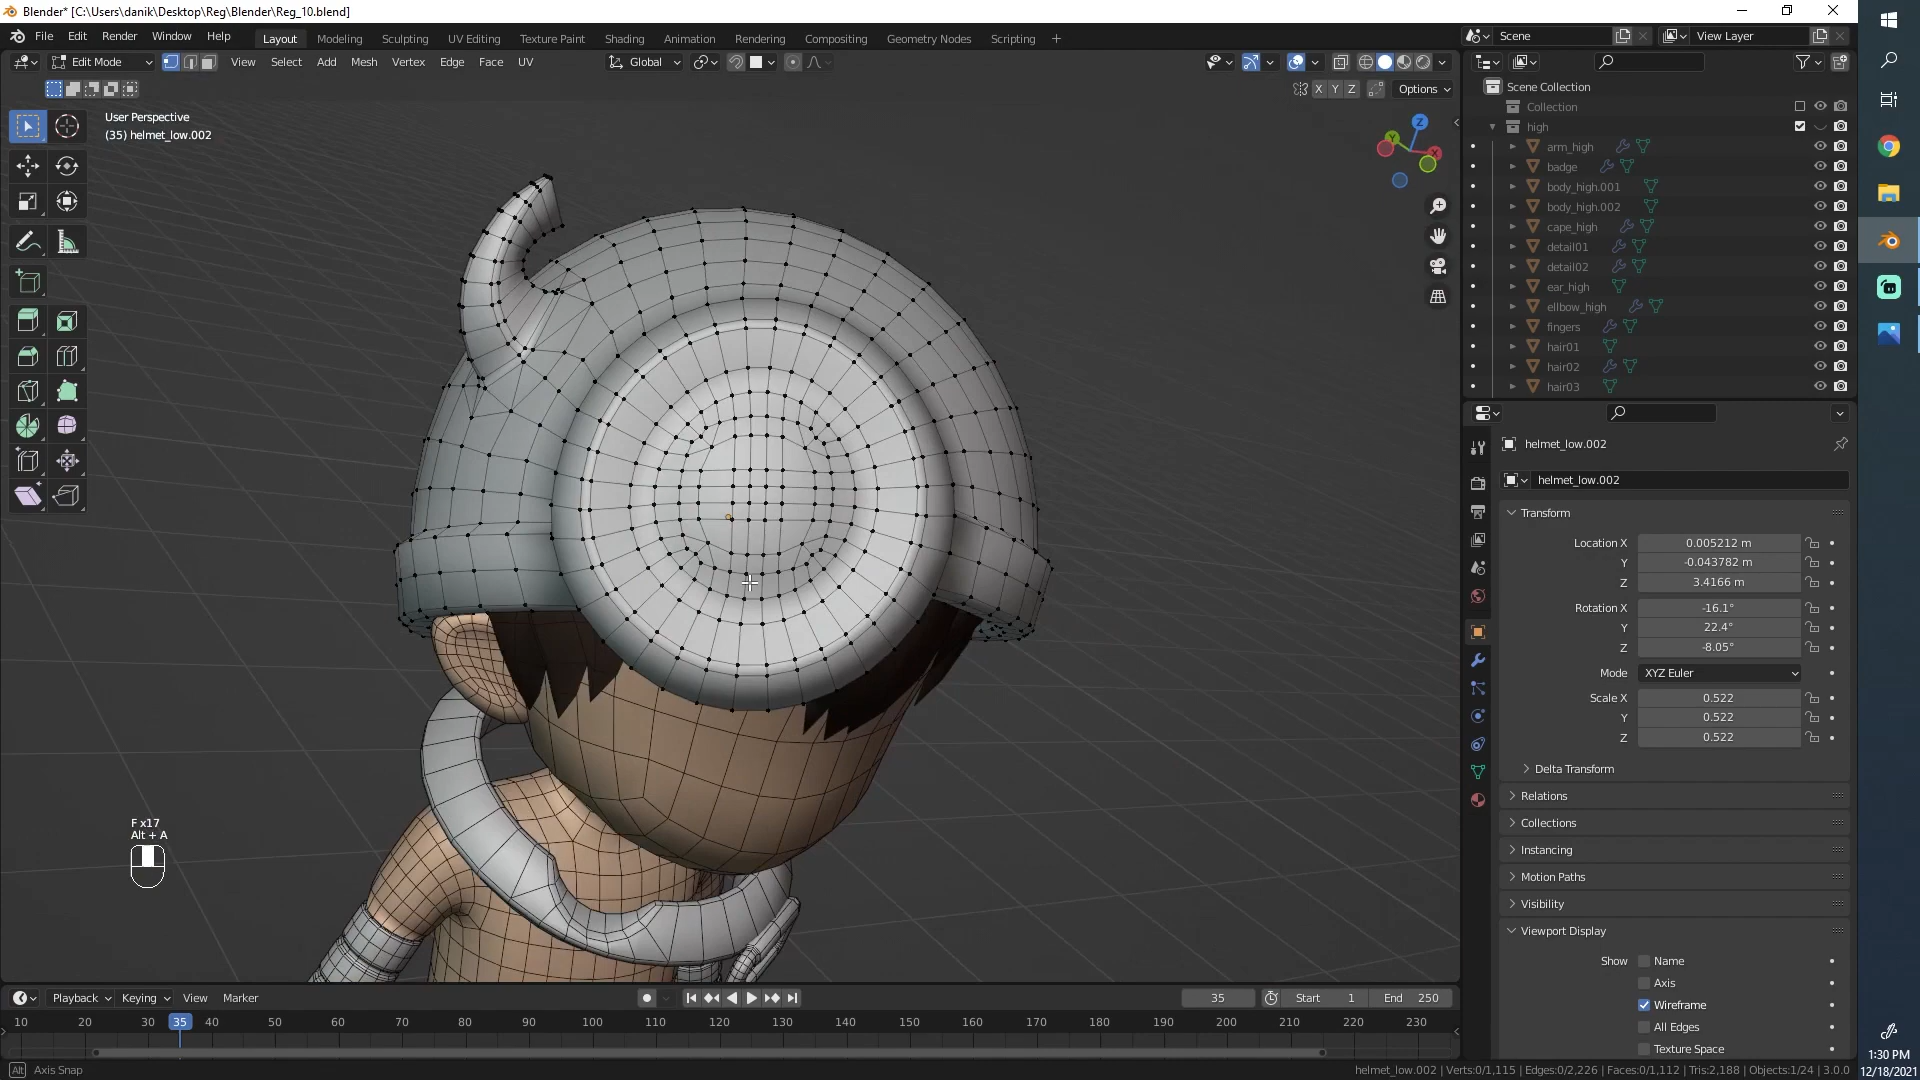 Blender* [C:\Users\danik\Desktop\Reg\Blender\Reg_10.blend]
File Edit Render Window Help Layout Modeling Sculpting UV Editing Texture Paint Shading Animation Rendering Compositing Geometry Nodes Scripting + Scene View Layer
Edit Mode View Select Add Mesh Vertex Edge Face UV Global
X Y Z Options
User Perspective
(35) helmet_low.002
Z
Y
X
F x17
Alt + A
Scene Collection
Collection
high
arm_high
badge
body_high.001
body_high.002
cape_high
detail01
detail02
ear_high
ellbow_high
fingers
hair01
hair02
hair03
helmet_low.002
helmet_low.002
Transform
Location X 0.005212 m
Y -0.043782 m
Z 3.4166 m
Rotation X -16.1°
Y 22.4°
Z -8.05°
Mode XYZ Euler
Scale X 0.522
Y 0.522
Z 0.522
Delta Transform
Relations
Collections
Instancing
Motion Paths
Visibility
Viewport Display
Show Name
Axis
Wireframe
All Edges
Texture Space
Playback Keying View Marker 35 Start 1 End 250
10 20 30 35 40 50 60 70 80 90 100 110 120 130 140 150 160 170 180 190 200 210 220 230
Alt Axis Snap
helmet_low.002 | Verts:0/1,115 | Edges:0/2,226 | Faces:0/1,112 | Tris:2,188 | Objects:1/24 | 3.0.0
1:30 PM
12/18/2021